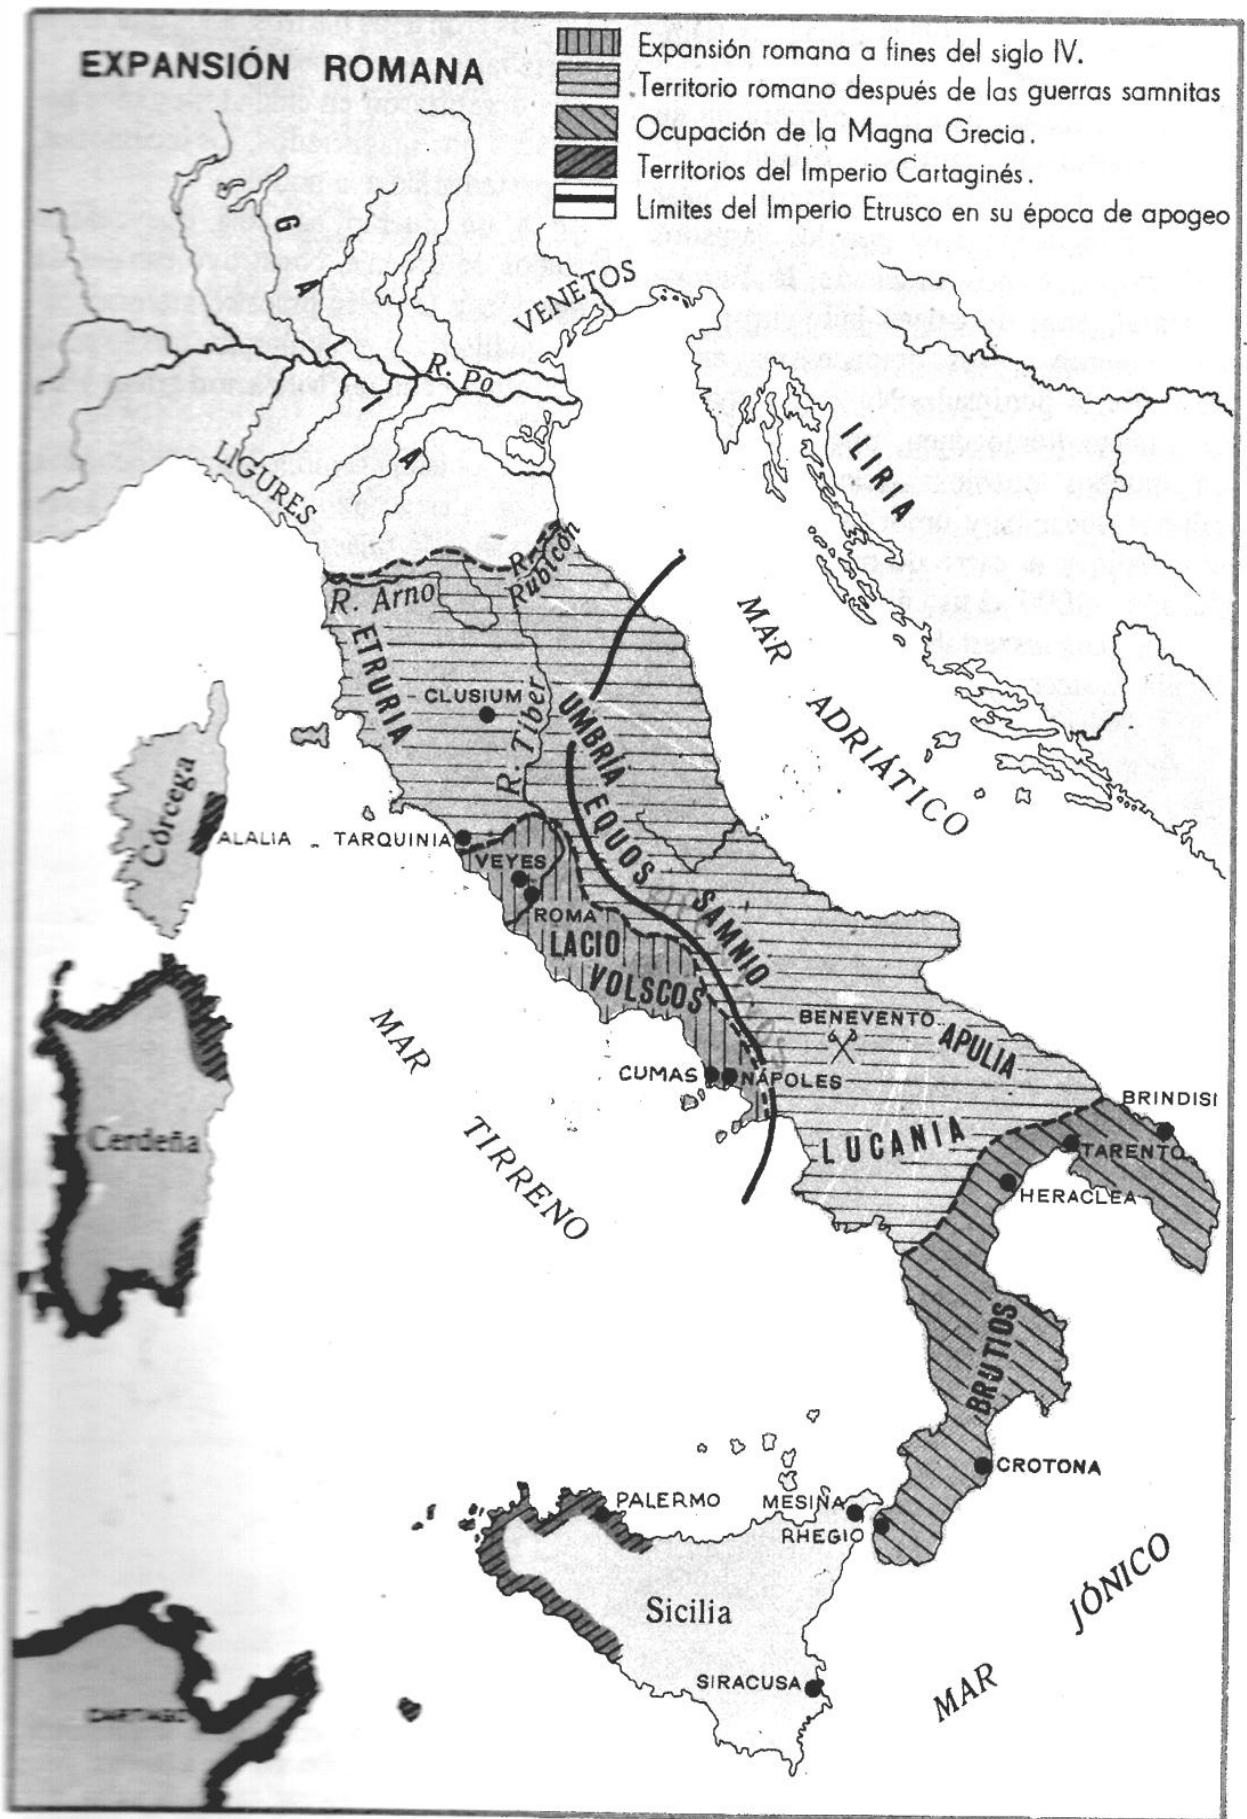 EXPANSIÓN ROMANA
Expansión romana a fines del siglo IV.
Territorio romano después de las guerras samnitas
Ocupación de la Magna Grecia.
Territorios del Imperio Cartaginés.
Límites del Imperio Etrusco en su época de apogeo
GALIA
VENETOS
R. Po
LIGURES
ILIRIA
R. Rubicón
R. Arno
ETRURIA
CLUSIUM
R. Tiber
UMBRÍA
MAR ADRIÁTICO
Córcega
ALALIA
TARQUINIA
VEYES
EQUOS
ROMA
LACIO
SAMNIO
VOLSCOS
BENEVENTO
APULIA
MAR TIRRENO
CUMAS
NÁPOLES
BRINDISI
Cerdeña
LUCANIA
TARENTO
HERACLEA
BRUTIOS
CROTONA
PALERMO
MESINA
RHEGIO
Sicilia
MAR JÓNICO
SIRACUSA
CARTAGO